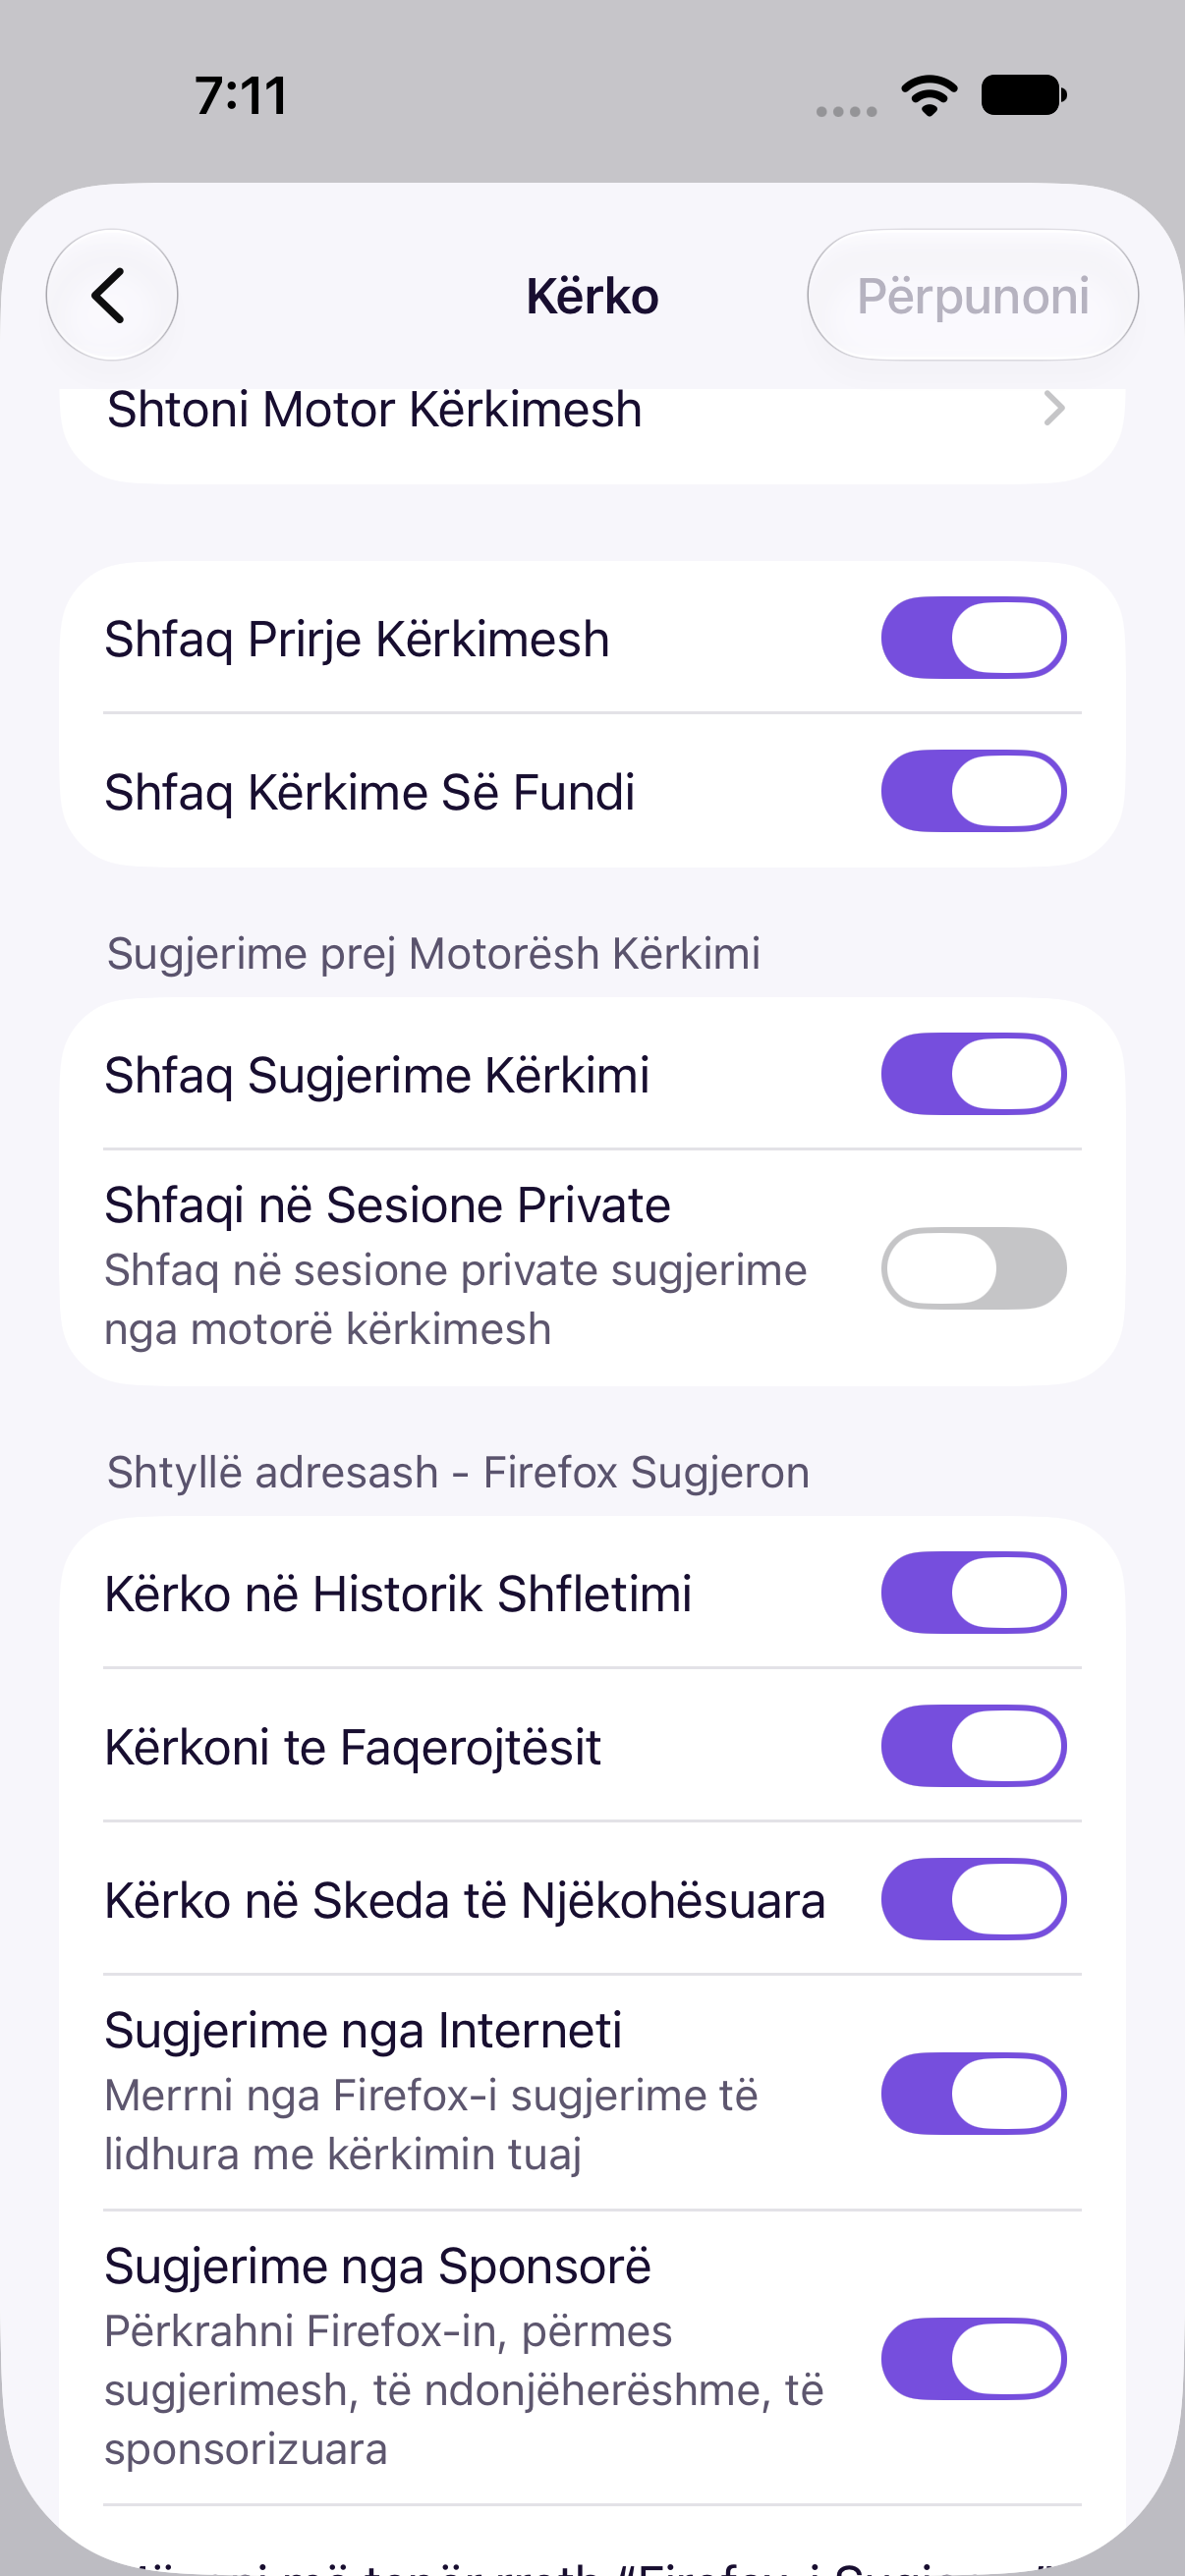 7:11
Kërko
Përpunoni
Shtoni Motor Kërkimesh
Shfaq Prirje Kërkimesh
Shfaq Kërkime Së Fundi
Sugjerime prej Motorësh Kërkimi
Shfaq Sugjerime Kërkimi
Shfaqi në Sesione Private
Shfaq në sesione private sugjerime
nga motorë kërkimesh
Shtyllë adresash - Firefox Sugjeron
Kërko në Historik Shfletimi
Kërkoni te Faqerojtësit
Kërko në Skeda të Njëkohësuara
Sugjerime nga Interneti
Merrni nga Firefox-i sugjerime të
lidhura me kërkimin tuaj
Sugjerime nga Sponsorë
Përkrahni Firefox-in, përmes
sugjerimesh, të ndonjëherëshme, të
sponsorizuara